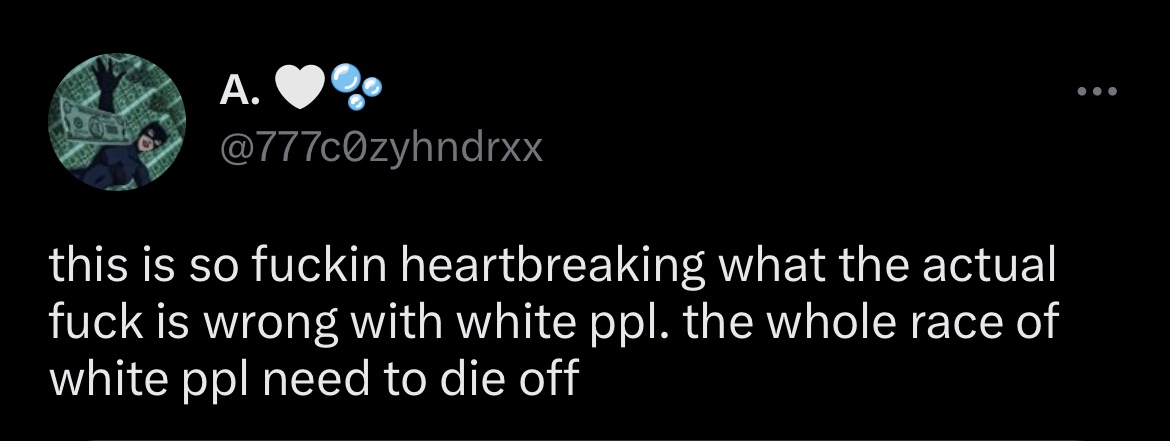 A. 🤍🫧
@777c0zyhndrxx
this is so fuckin heartbreaking what the actual
fuck is wrong with white ppl. the whole race of
white ppl need to die off